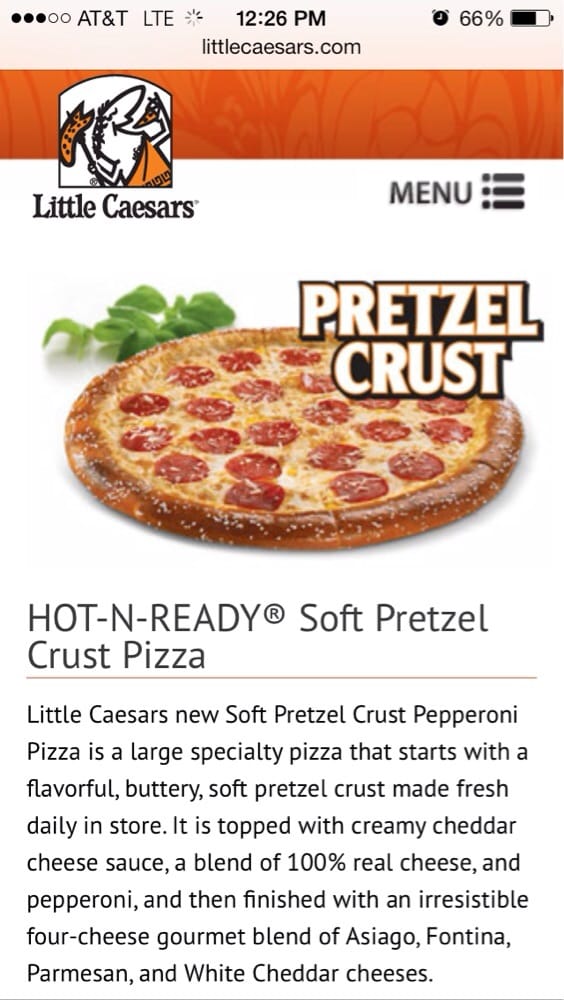 AT&T LTE 12:26 PM 66%
littlecaesars.com
Little Caesars®
MENU
PRETZEL
CRUST
HOT-N-READY® Soft Pretzel
Crust Pizza
Little Caesars new Soft Pretzel Crust Pepperoni
Pizza is a large specialty pizza that starts with a
flavorful, buttery, soft pretzel crust made fresh
daily in store. It is topped with creamy cheddar
cheese sauce, a blend of 100% real cheese, and
pepperoni, and then finished with an irresistible
four-cheese gourmet blend of Asiago, Fontina,
Parmesan, and White Cheddar cheeses.